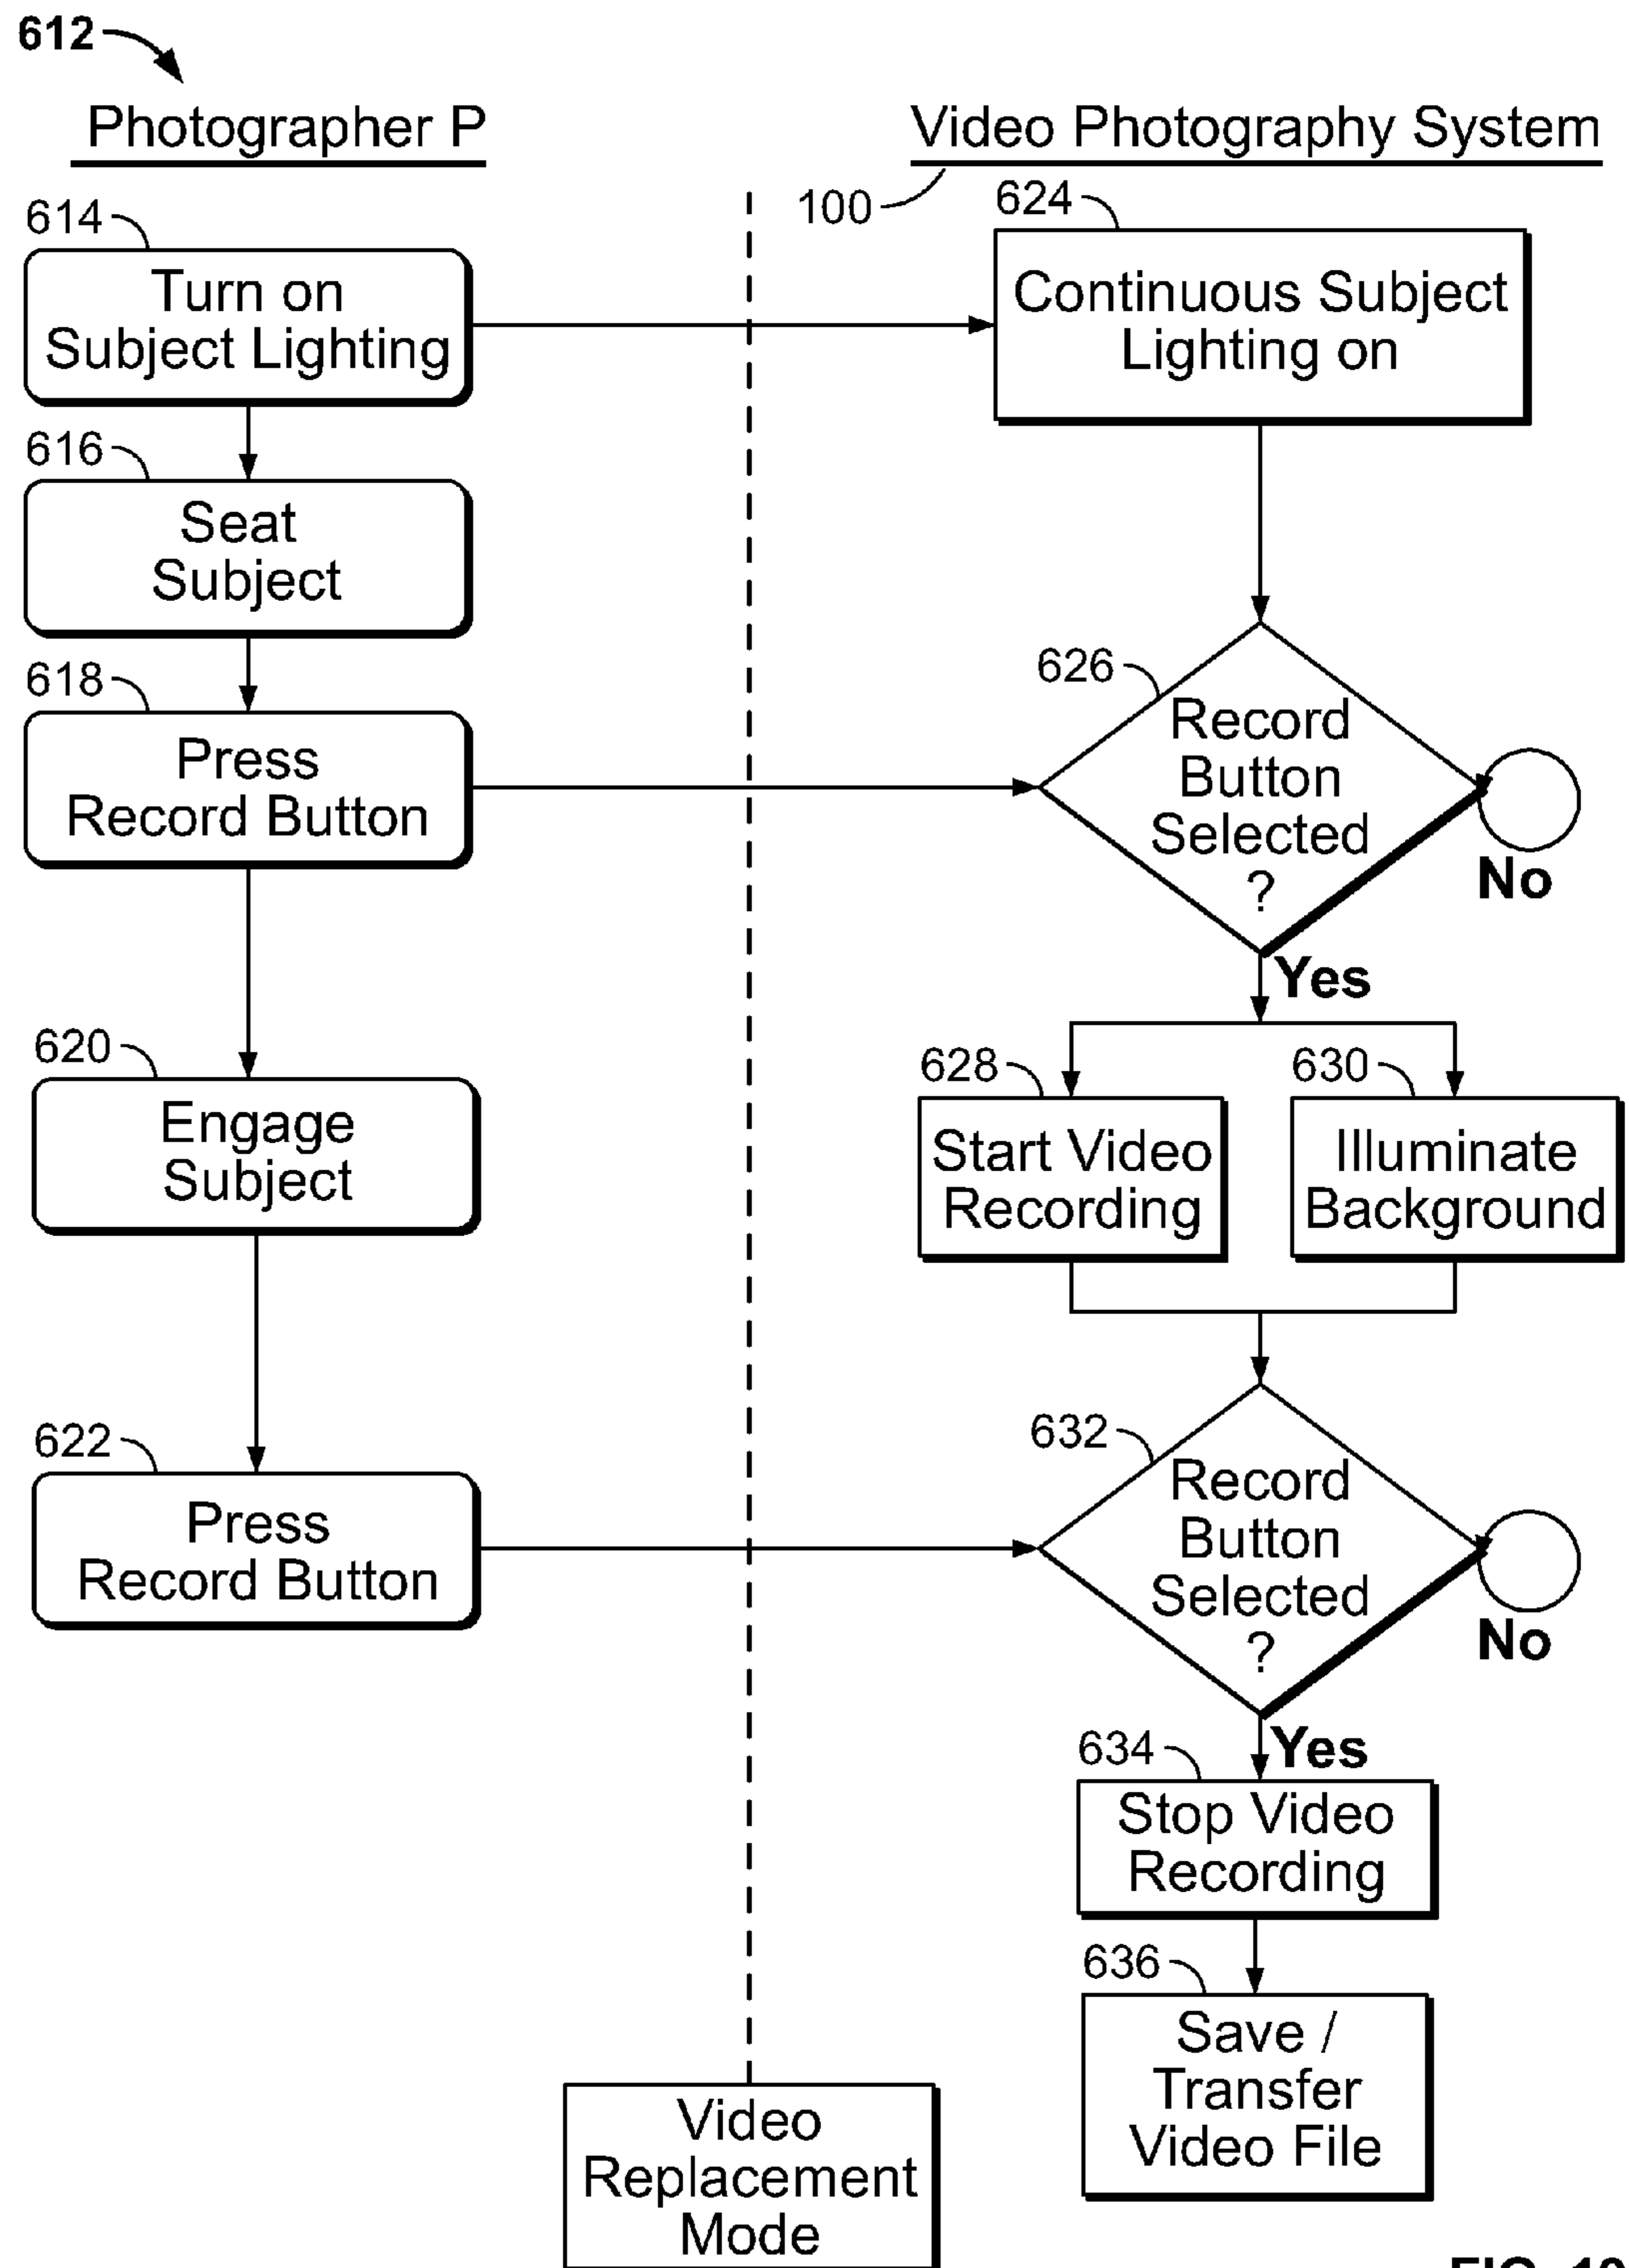 612
Photographer P
Video Photography System
100
614
Turn on
Subject Lighting
624
Continuous Subject
Lighting on
616
Seat
Subject
618
Press
Record Button
626
Record
Button
Selected
?
No
Yes
620
Engage
Subject
628
Start Video
Recording
630
Illuminate
Background
622
Press
Record Button
632
Record
Button
Selected
?
No
Yes
634
Stop Video
Recording
636
Save /
Transfer
Video File
Video
Replacement
Mode